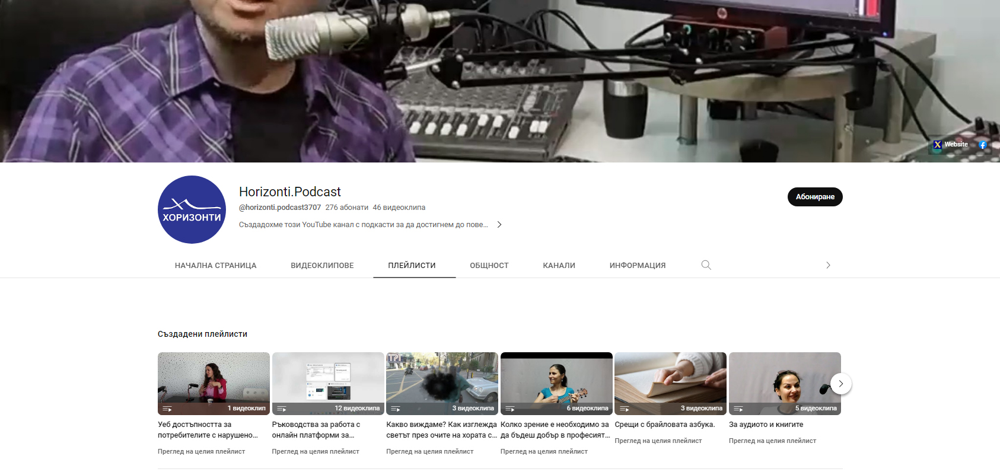 Website
ХОРИЗОНТИ
Horizonti.Podcast
@horizonti.podcast3707 276 абонати 46 видеоклипа
Създадохме този YouTube канал с подкасти за да достигнем до пове...
Абониране
НАЧАЛНА СТРАНИЦА ВИДЕОКЛИПОВЕ ПЛЕЙЛИСТИ ОБЩНОСТ КАНАЛИ ИНФОРМАЦИЯ
Създадени плейлисти
1 видеоклип
Уеб достъпността за
потребителите с нарушено...
Преглед на целия плейлист
12 видеоклипа
Ръководства за работа с
онлайн платформи за...
Преглед на целия плейлист
3 видеоклипа
Какво виждаме? Как изглежда
светът през очите на хората с...
Преглед на целия плейлист
6 видеоклипа
Колко зрение е необходимо за
да бъдеш добър в професият...
Преглед на целия плейлист
3 видеоклипа
Срещи с брайловата азбука.
Преглед на целия плейлист
5 видеоклипа
За аудиото и книгите
Преглед на целия плейлист